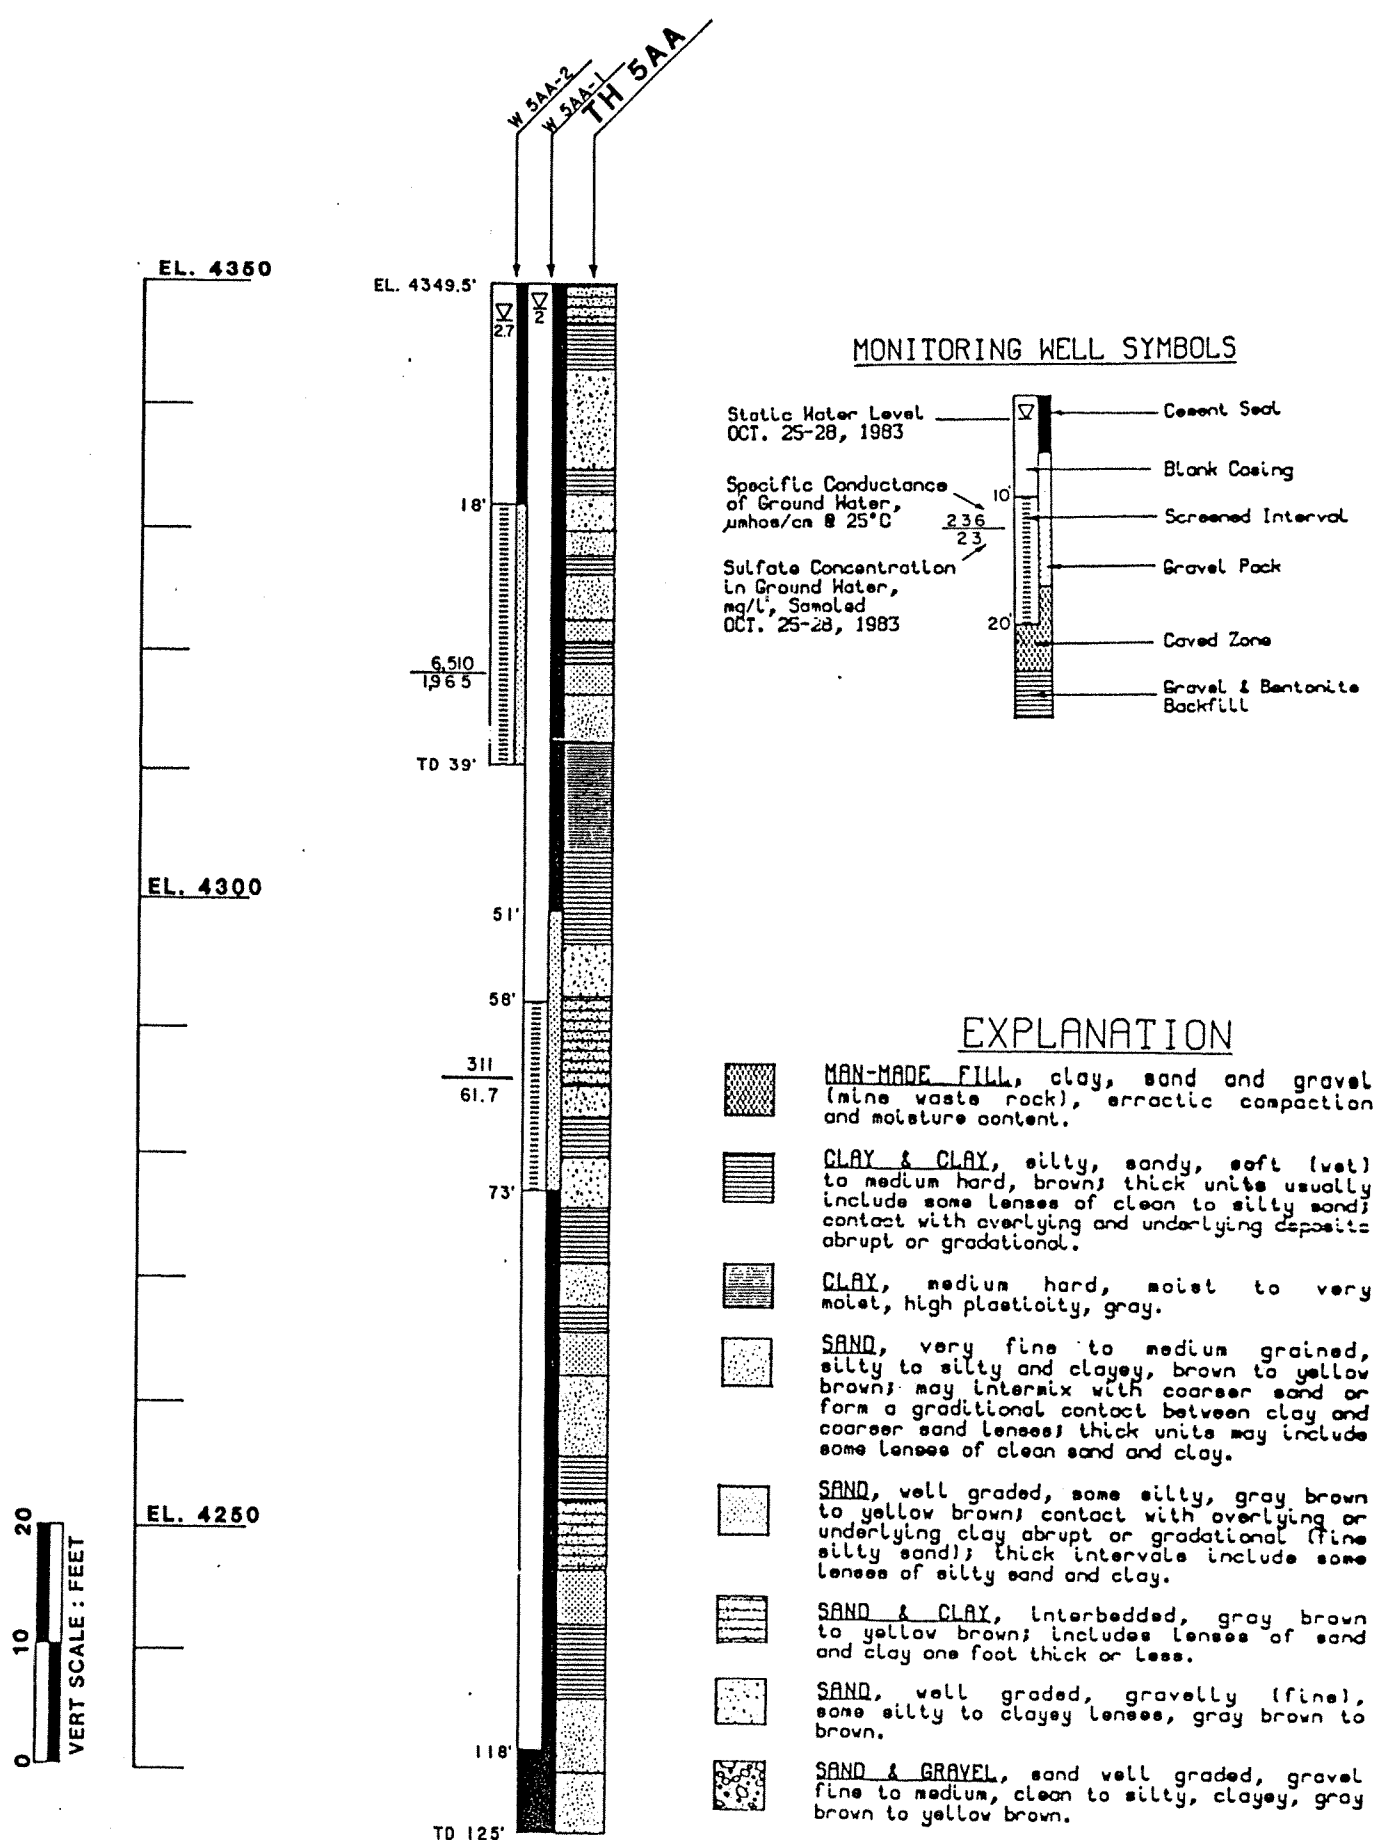 W 5AA-2
W 5AA-1
TH 5AA
EL. 4350
EL. 4349.5'
2.7
2
18'
6,510
1,965
TD 39'
EL. 4300
51'
58'
311
61.7
73'
EL. 4250
118'
TD 125'
0 10 20
VERT SCALE : FEET
MONITORING WELL SYMBOLS
Static Water Level
OCT. 25-28, 1983
Specific Conductance
of Ground Water,
µmhos/cm @ 25°C
Sulfate Concentration
in Ground Water,
mg/l, Sampled
OCT. 25-28, 1983
236
23
10'
20'
Cement Seal
Blank Casing
Screened Interval
Gravel Pack
Caved Zone
Gravel & Bentonite
Backfill
EXPLANATION
MAN-MADE FILL, clay, sand and gravel
(mine waste rock), erractic compaction
and moisture content.
CLAY & CLAY, silty, sandy, soft (wet)
to medium hard, brown; thick units usually
include some lenses of clean to silty sand;
contact with overlying and underlying deposits
abrupt or gradational.
CLAY, medium hard, moist to very
moist, high plasticity, gray.
SAND, very fine to medium grained,
silty to silty and clayey, brown to yellow
brown; may intermix with coarser sand or
form a graditional contact between clay and
coarser sand lenses; thick units may include
some lenses of clean sand and clay.
SAND, well graded, some silty, gray brown
to yellow brown; contact with overlying or
underlying clay abrupt or gradational (fine
silty sand); thick intervals include some
lenses of silty sand and clay.
SAND & CLAY, interbedded, gray brown
to yellow brown; includes lenses of sand
and clay one foot thick or less.
SAND, well graded, gravelly (fine),
some silty to clayey lenses, gray brown to
brown.
SAND & GRAVEL, sand well graded, gravel
fine to medium, clean to silty, clayey, gray
brown to yellow brown.